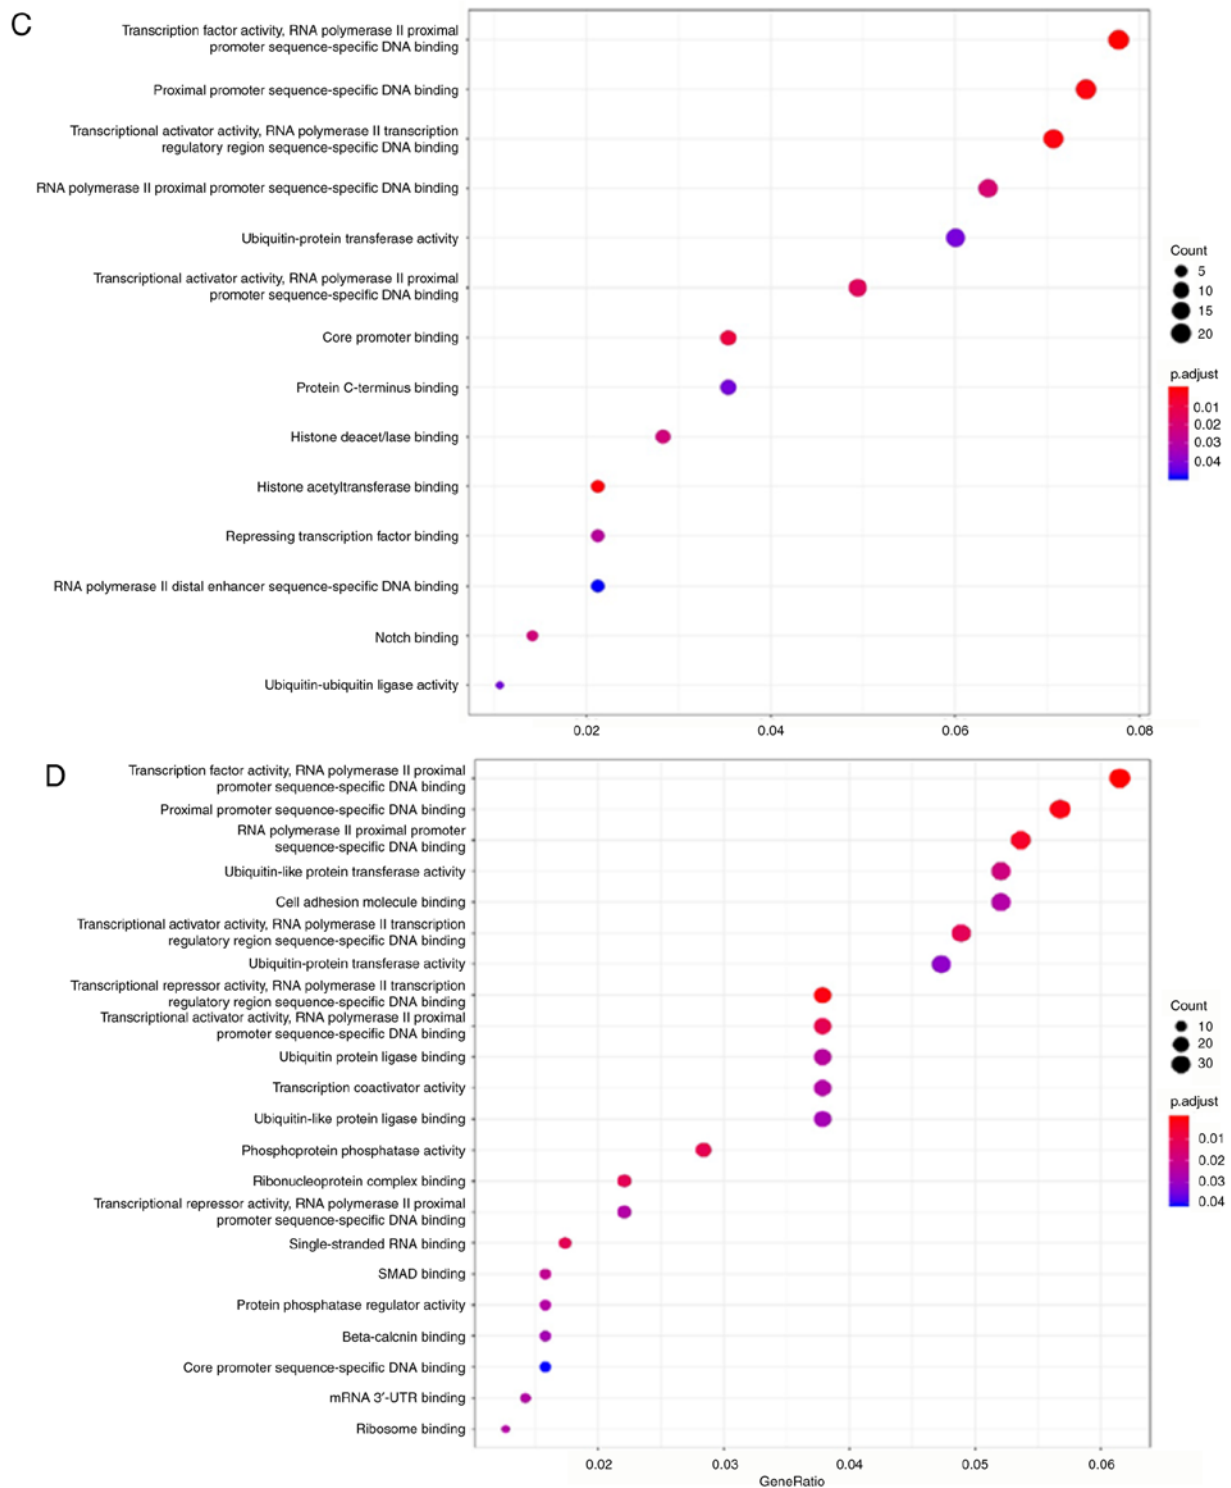 C
Transcription factor activity, RNA polymerase II proximal
promoter sequence-specific DNA binding
Proximal promoter sequence-specific DNA binding
Transcriptional activator activity, RNA polymerase II transcription
regulatory region sequence-specific DNA binding
RNA polymerase II proximal promoter sequence-specific DNA binding
Ubiquitin-protein transferase activity
Transcriptional activator activity, RNA polymerase II proximal
promoter sequence-specific DNA binding
Core promoter binding
Protein C-terminus binding
Histone deacet/lase binding
Histone acetyltransferase binding
Repressing transcription factor binding
RNA polymerase II distal enhancer sequence-specific DNA binding
Notch binding
Ubiquitin-ubiquitin ligase activity
0.02
0.04
0.06
0.08
Count
5
10
15
20
p.adjust
0.01
0.02
0.03
0.04
D
Transcription factor activity, RNA polymerase II proximal
promoter sequence-specific DNA binding
Proximal promoter sequence-specific DNA binding
RNA polymerase II proximal promoter
sequence-specific DNA binding
Ubiquitin-like protein transferase activity
Cell adhesion molecule binding
Transcriptional activator activity, RNA polymerase II transcription
regulatory region sequence-specific DNA binding
Ubiquitin-protein transferase activity
Transcriptional repressor activity, RNA polymerase II transcription
regulatory region sequence-specific DNA binding
Transcriptional activator activity, RNA polymerase II proximal
promoter sequence-specific DNA binding
Ubiquitin protein ligase binding
Transcription coactivator activity
Ubiquitin-like protein ligase binding
Phosphoprotein phosphatase activity
Ribonucleoprotein complex binding
Transcriptional repressor activity, RNA polymerase II proximal
promoter sequence-specific DNA binding
Single-stranded RNA binding
SMAD binding
Protein phosphatase regulator activity
Beta-calcnin binding
Core promoter sequence-specific DNA binding
mRNA 3′-UTR binding
Ribosome binding
0.02
0.03
0.04
0.05
0.06
GeneRatio
Count
10
20
30
p.adjust
0.01
0.02
0.03
0.04